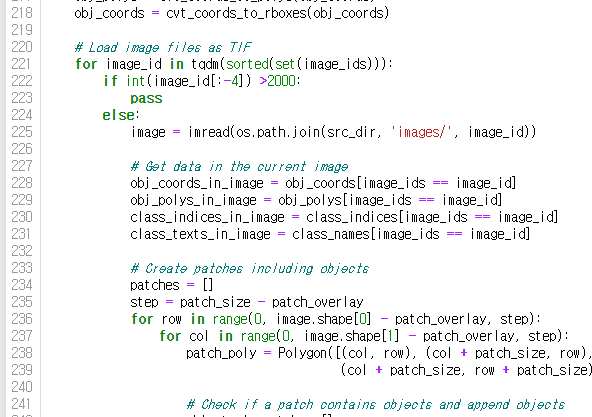 218 obj_coords = cvt_coords_to_rboxes(obj_coords)
219
220 # Load image files as TIF
221 for image_id in tqdm(sorted(set(image_ids))):
222 if int(image_id[:-4]) >2000:
223 pass
224 else:
225 image = imread(os.path.join(src_dir, 'images/', image_id))
226
227 # Get data in the current image
228 obj_coords_in_image = obj_coords[image_ids == image_id]
229 obj_polys_in_image = obj_polys[image_ids == image_id]
230 class_indices_in_image = class_indices[image_ids == image_id]
231 class_texts_in_image = class_names[image_ids == image_id]
232
233 # Create patches including objects
234 patches = []
235 step = patch_size - patch_overlay
236 for row in range(0, image.shape[0] - patch_overlay, step):
237 for col in range(0, image.shape[1] - patch_overlay, step):
238 patch_poly = Polygon([(col, row), (col + patch_size, row),
239 (col + patch_size, row + patch_size)
240
241 # Check if a patch contains objects and append objects